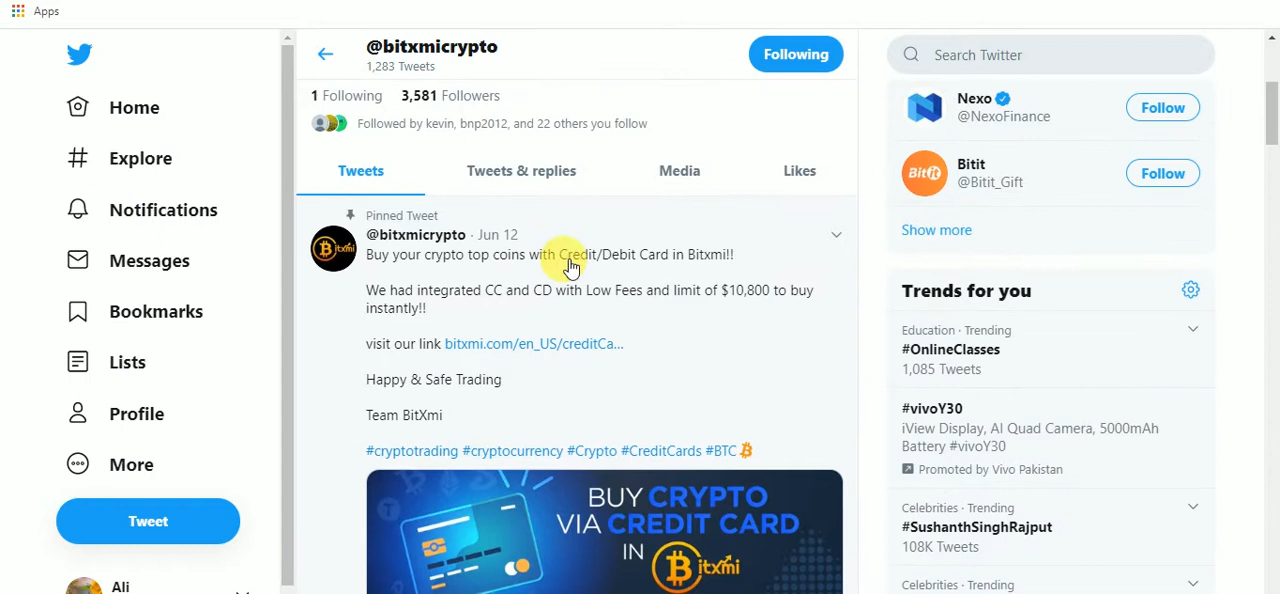 Apps
@bitxmicrypto
1,283 Tweets
Following
1 Following 3,581 Followers
Followed by kevin, bnp2012, and 22 others you follow
Tweets Tweets & replies Media Likes
Home
Explore
Notifications
Messages
Bookmarks
Lists
Profile
More
Tweet
Ali
Pinned Tweet
@bitxmicrypto · Jun 12
Buy your crypto top coins with Credit/Debit Card in Bitxmi!!
We had integrated CC and CD with Low Fees and limit of $10,800 to buy
instantly!!
visit our link bitxmi.com/en_US/creditCa...
Happy & Safe Trading
Team BitXmi
#cryptotrading #cryptocurrency #Crypto #CreditCards #BTC
Bitxmi
BUY CRYPTO
VIA CREDIT CARD
IN Bitxmi
Search Twitter
Nexo
@NexoFinance
Follow
Bitit
Bitit
@Bitit_Gift
Follow
Show more
Trends for you
Education · Trending
#OnlineClasses
1,085 Tweets
#vivoY30
iView Display, AI Quad Camera, 5000mAh
Battery #vivoY30
Promoted by Vivo Pakistan
Celebrities · Trending
#SushanthSinghRajput
108K Tweets
Celebrities · Trending